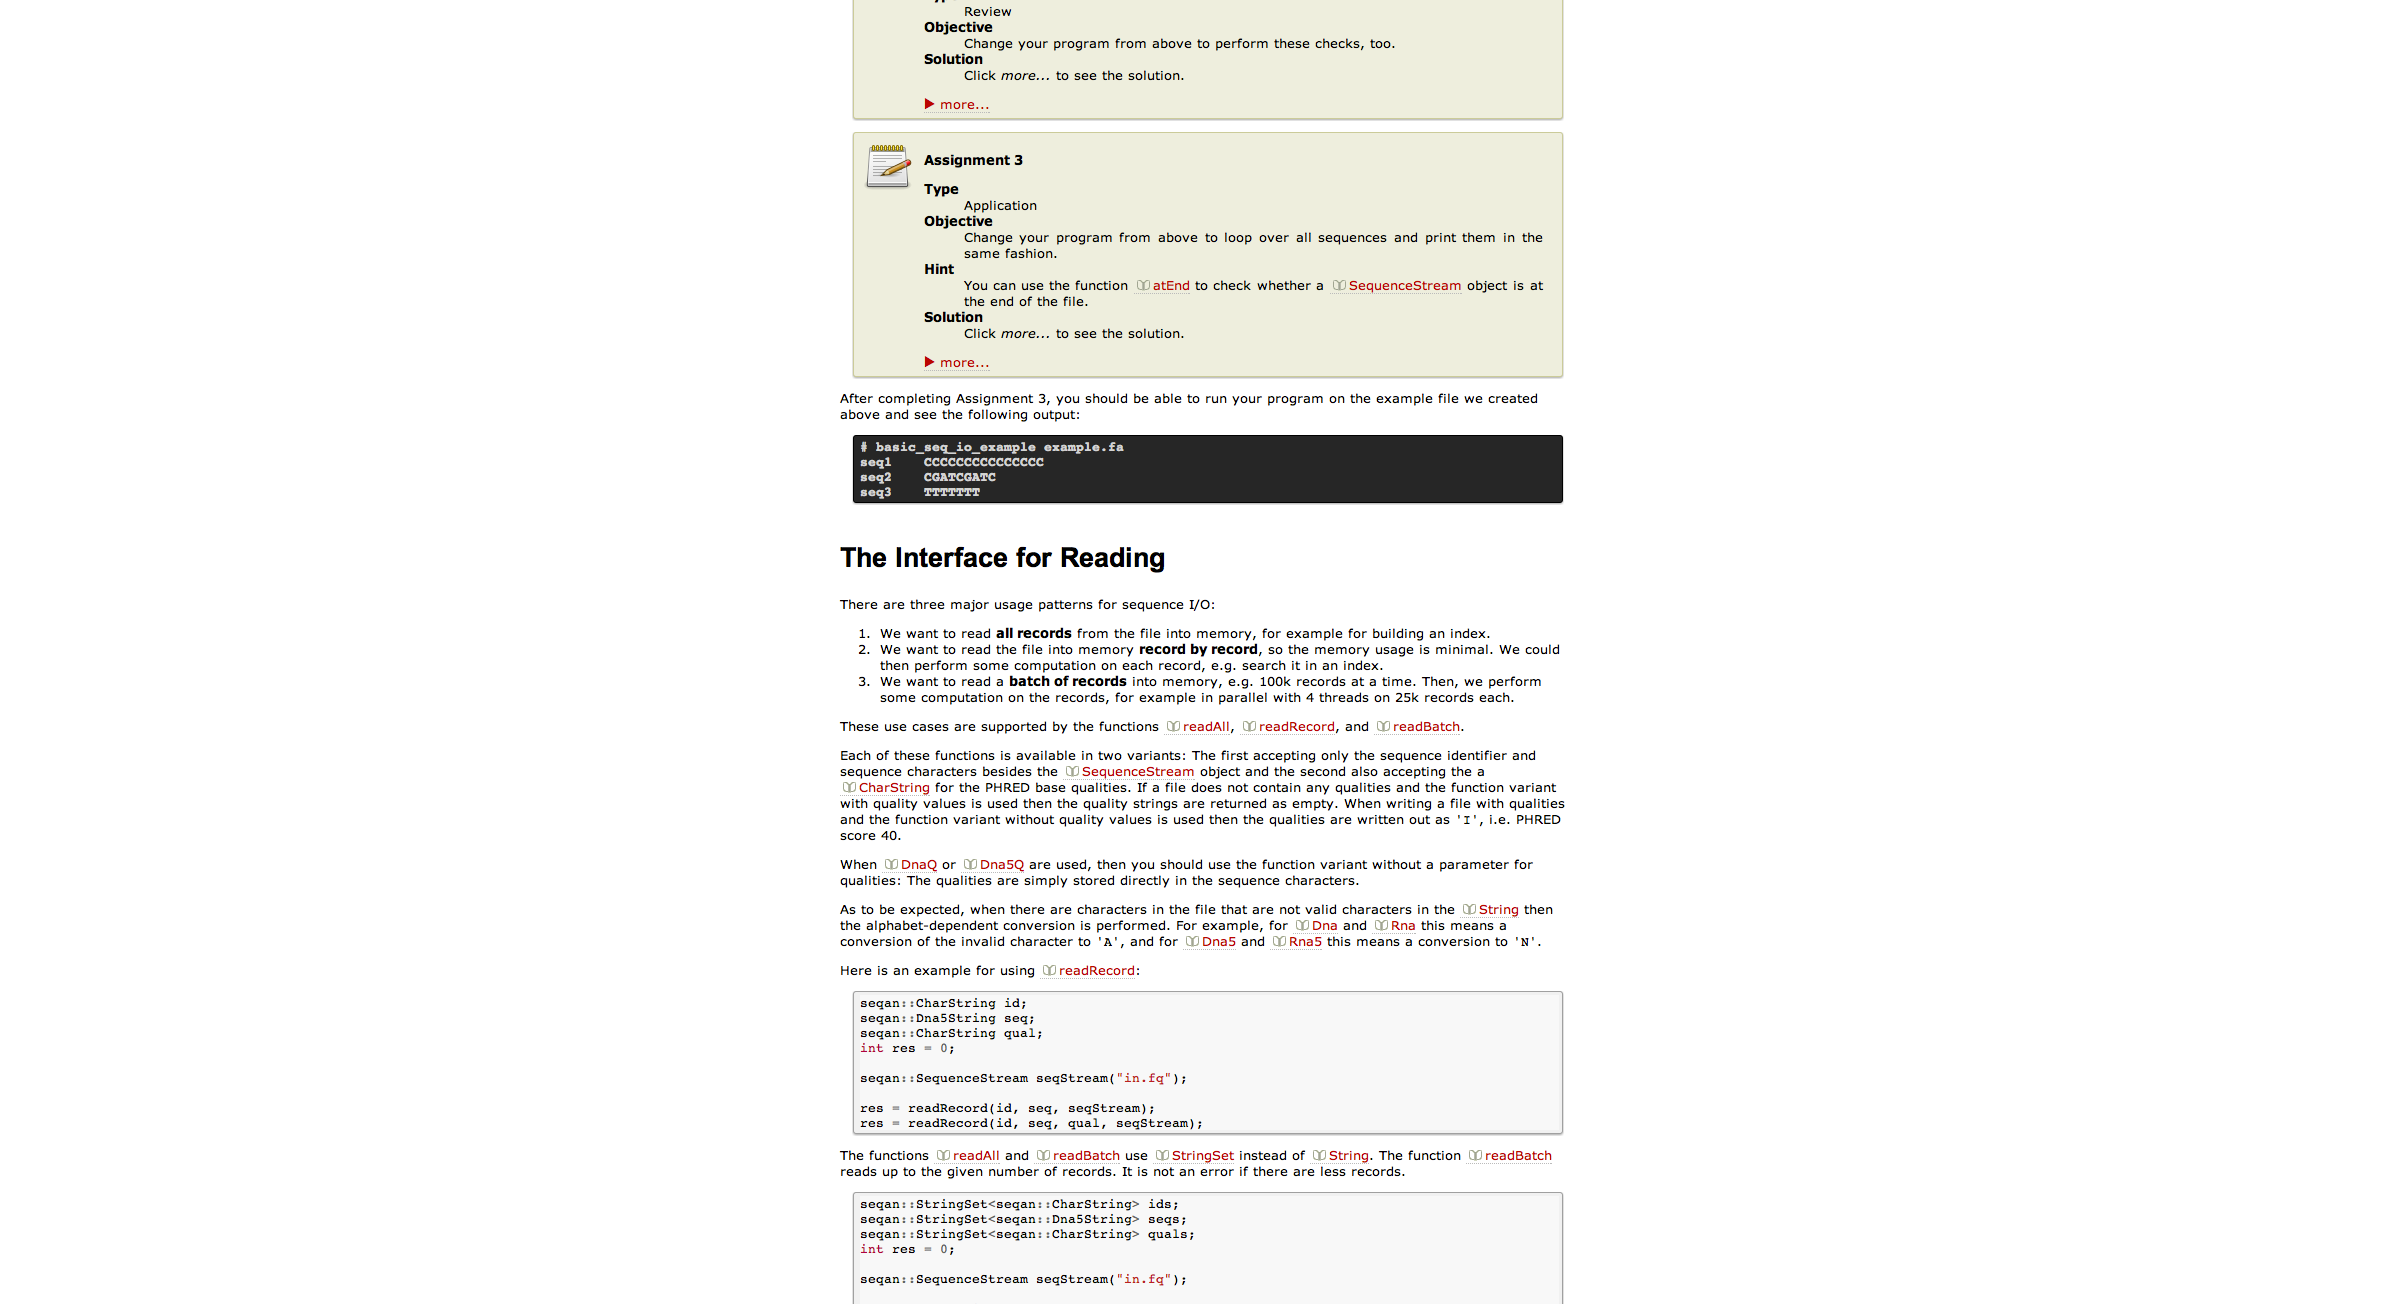 Review
Objective
Change your program from above to perform these checks, too.
Solution
Click more... to see the solution.
more...
Assignment 3
Type
Application
Objective
Change your program from above to loop over all sequences and print them in the
same fashion.
Hint
You can use the function atEnd to check whether a SequenceStream object is at
the end of the file.
Solution
Click more... to see the solution.
more...
After completing Assignment 3, you should be able to run your program on the example file we created
above and see the following output:
# basic_seq_io_example example.fa
seq1    CCCCCCCCCCCCCCC
seq2    CGATCGATC
seq3    TTTTTTT
The Interface for Reading
There are three major usage patterns for sequence I/O:
1. We want to read all records from the file into memory, for example for building an index.
2. We want to read the file into memory record by record, so the memory usage is minimal. We could
then perform some computation on each record, e.g. search it in an index.
3. We want to read a batch of records into memory, e.g. 100k records at a time. Then, we perform
some computation on the records, for example in parallel with 4 threads on 25k records each.
These use cases are supported by the functions readAll, readRecord, and readBatch.
Each of these functions is available in two variants: The first accepting only the sequence identifier and
sequence characters besides the SequenceStream object and the second also accepting the a
CharString for the PHRED base qualities. If a file does not contain any qualities and the function variant
with quality values is used then the quality strings are returned as empty. When writing a file with qualities
and the function variant without quality values is used then the qualities are written out as 'I', i.e. PHRED
score 40.
When DnaQ or Dna5Q are used, then you should use the function variant without a parameter for
qualities: The qualities are simply stored directly in the sequence characters.
As to be expected, when there are characters in the file that are not valid characters in the String then
the alphabet-dependent conversion is performed. For example, for Dna and Rna this means a
conversion of the invalid character to 'A', and for Dna5 and Rna5 this means a conversion to 'N'.
Here is an example for using readRecord:
seqan::CharString id;
seqan::Dna5String seq;
seqan::CharString qual;
int res = 0;
seqan::SequenceStream seqStream("in.fq");
res = readRecord(id, seq, seqStream);
res = readRecord(id, seq, qual, seqStream);
The functions readAll and readBatch use StringSet instead of String. The function readBatch
reads up to the given number of records. It is not an error if there are less records.
seqan::StringSet<seqan::CharString> ids;
seqan::StringSet<seqan::Dna5String> seqs;
seqan::StringSet<seqan::CharString> quals;
int res = 0;
seqan::SequenceStream seqStream("in.fq");